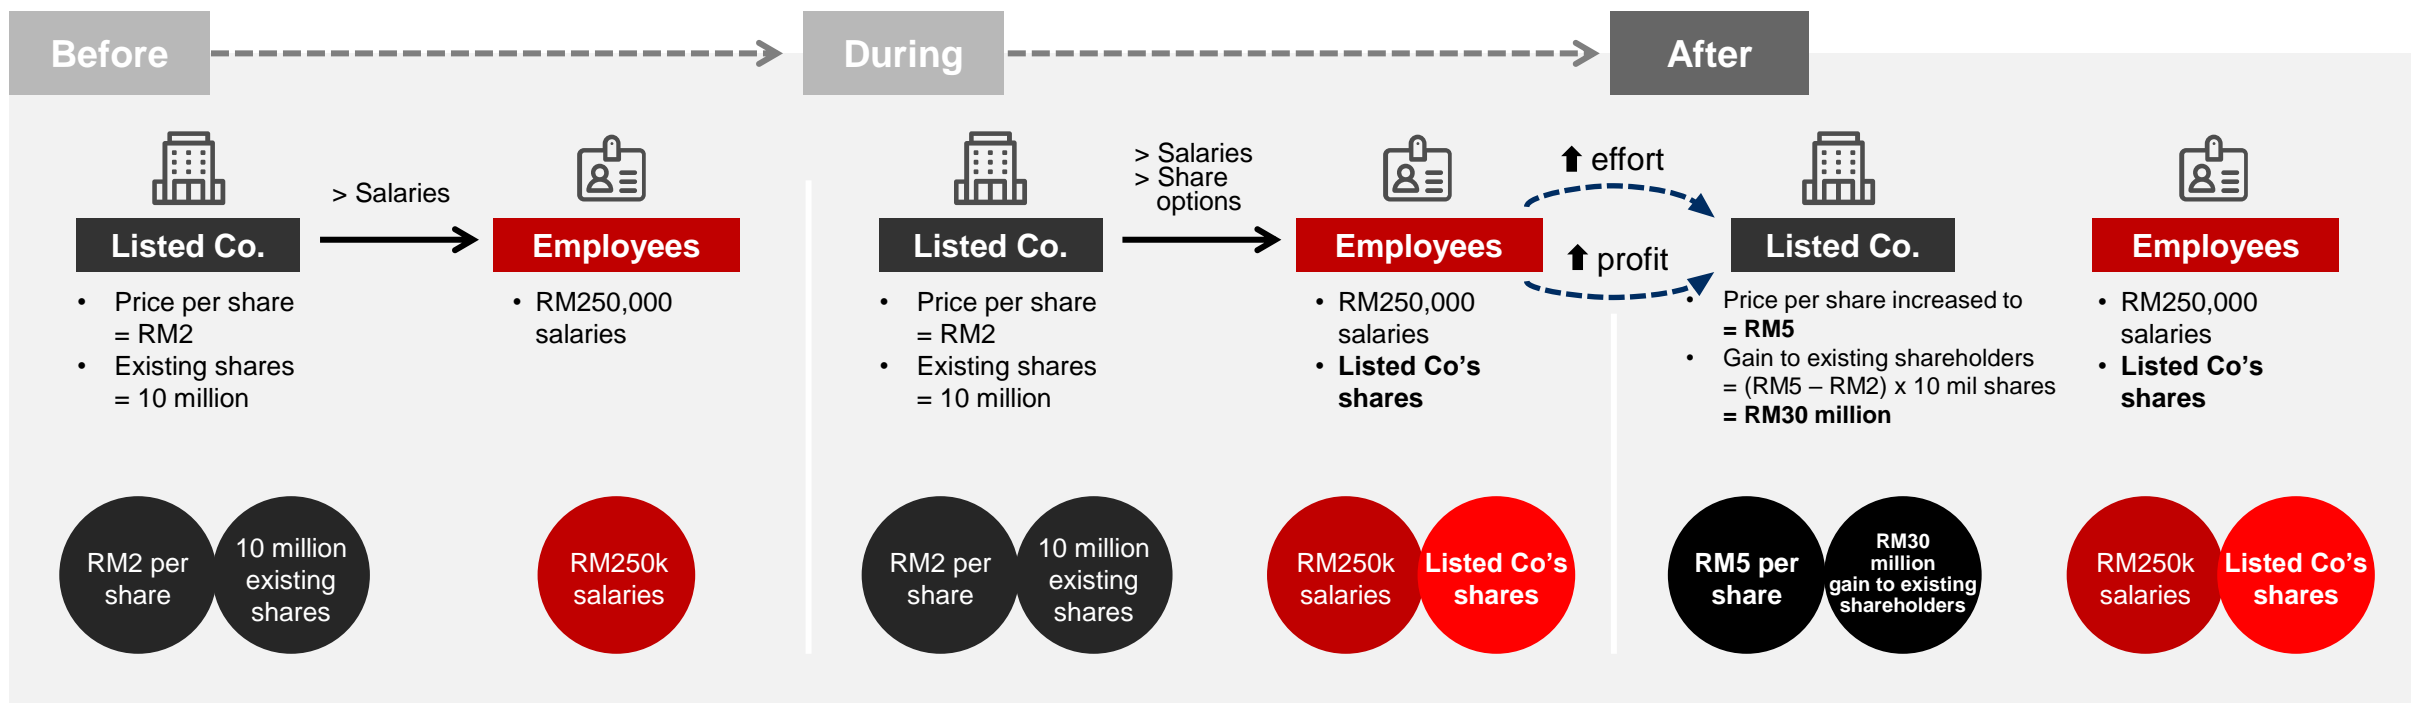 Before
During
After
> Salaries
Listed Co.
Employees
• Price per share
= RM2
• Existing shares
= 10 million
• RM250,000
salaries
RM2 per
share
10 million
existing
shares
RM250k
salaries
> Salaries
> Share
options
Listed Co.
Employees
• Price per share
= RM2
• Existing shares
= 10 million
• RM250,000
salaries
• Listed Co's
shares
RM2 per
share
10 million
existing
shares
RM250k
salaries
Listed Co's
shares
⬆ effort
⬆ profit
Listed Co.
Employees
• Price per share increased to
= RM5
• Gain to existing shareholders
= (RM5 – RM2) x 10 mil shares
= RM30 million
• RM250,000
salaries
• Listed Co's
shares
RM5 per
share
RM30
million
gain to existing
shareholders
RM250k
salaries
Listed Co's
shares